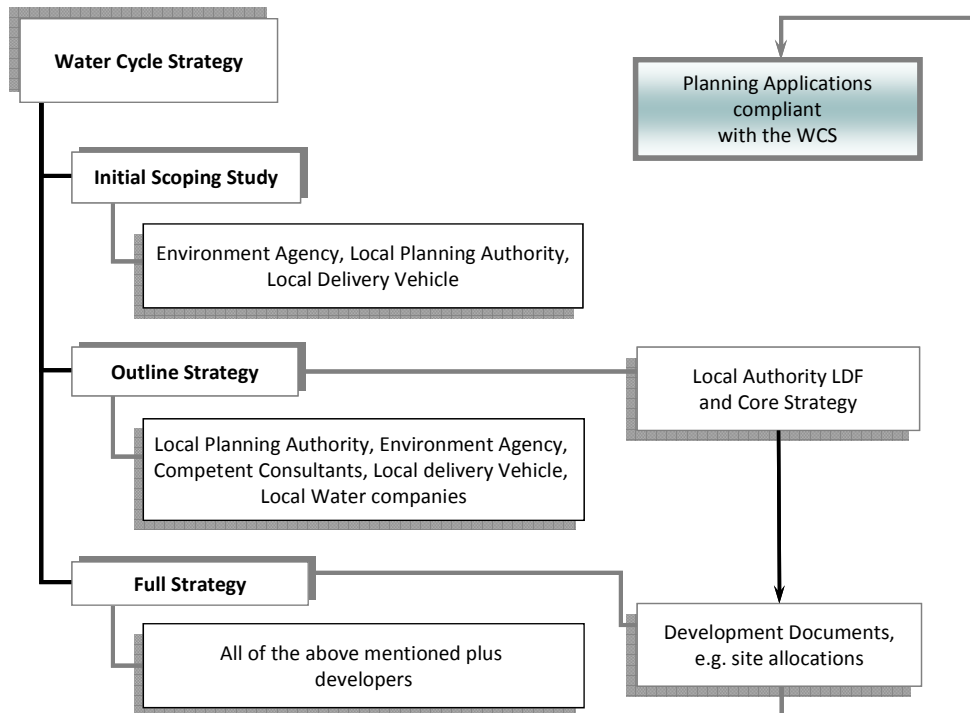 Water Cycle Strategy
Planning Applications
compliant
with the WCS
Initial Scoping Study
Environment Agency, Local Planning Authority,
Local Delivery Vehicle
Outline Strategy
Local Authority LDF
and Core Strategy
Local Planning Authority, Environment Agency,
Competent Consultants, Local delivery Vehicle,
Local Water companies
Full Strategy
Development Documents,
e.g. site allocations
All of the above mentioned plus
developers